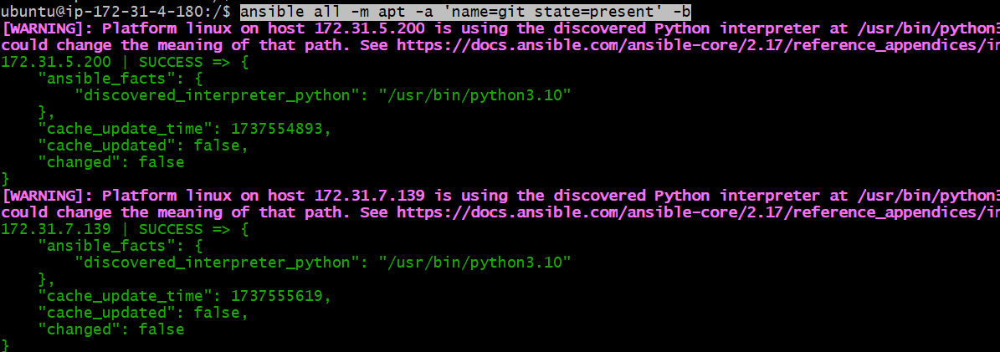 ubuntu@ip-172-31-4-180:/$ ansible all -m apt -a 'name=git state=present' -b
[WARNING]: Platform linux on host 172.31.5.200 is using the discovered Python interpreter at /usr/bin/python3
could change the meaning of that path. See https://docs.ansible.com/ansible-core/2.17/reference_appendices/in
172.31.5.200 | SUCCESS => {
    "ansible_facts": {
        "discovered_interpreter_python": "/usr/bin/python3.10"
    },
    "cache_update_time": 1737554893,
    "cache_updated": false,
    "changed": false
}
[WARNING]: Platform linux on host 172.31.7.139 is using the discovered Python interpreter at /usr/bin/python3
could change the meaning of that path. See https://docs.ansible.com/ansible-core/2.17/reference_appendices/in
172.31.7.139 | SUCCESS => {
    "ansible_facts": {
        "discovered_interpreter_python": "/usr/bin/python3.10"
    },
    "cache_update_time": 1737555619,
    "cache_updated": false,
    "changed": false
}